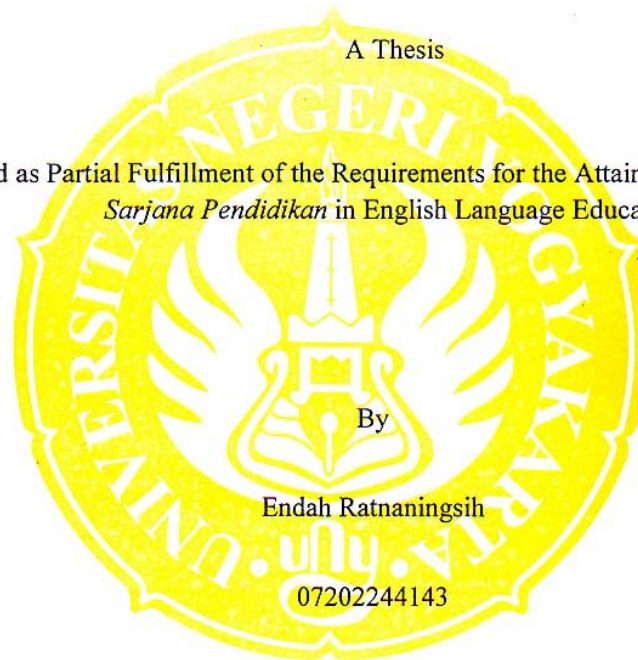 A Thesis
d as Partial Fulfillment of the Requirements for the Attain
Sarjana Pendidikan in English Language Educa
By
Endah Ratnaningsih
07202244143
UNIVERSITAS NEGERI YOGYAKARTA
uny